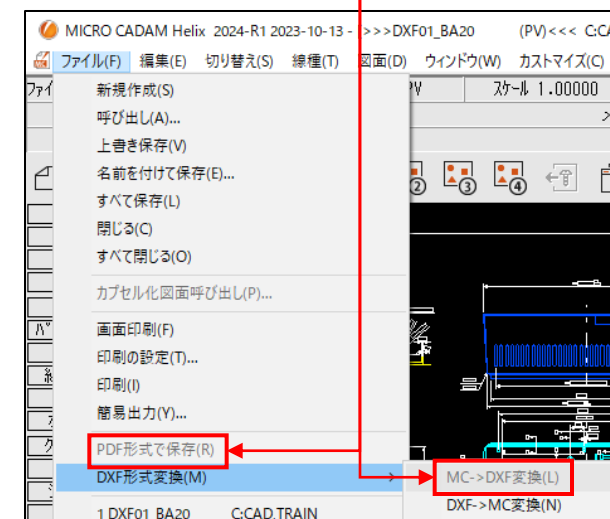 MICRO CADAM Helix 2024-R1 2023-10-13 - [>>>DXF01_BA20 (PV)<<< C:CA
ファイル(F) 編集(E) 切り替え(S) 線種(T) 図面(D) ウィンドウ(W) カスタマイズ(C)
ファイ PV スケール 1.00000
新規作成(S)
呼び出し(A)...
上書き保存(V)
名前を付けて保存(E)...
② ③ ④
すべて保存(L)
閉じる(C)
すべて閉じる(O)
カプセル化図面呼び出し(P)...
画面印刷(F)
印刷の設定(T)...
印刷(I)
簡易出力(Y)...
PDF形式で保存(R)
DXF形式変換(M)
MC->DXF変換(L)
DXF->MC変換(N)
1 DXF01_BA20 C:CAD.TRAIN